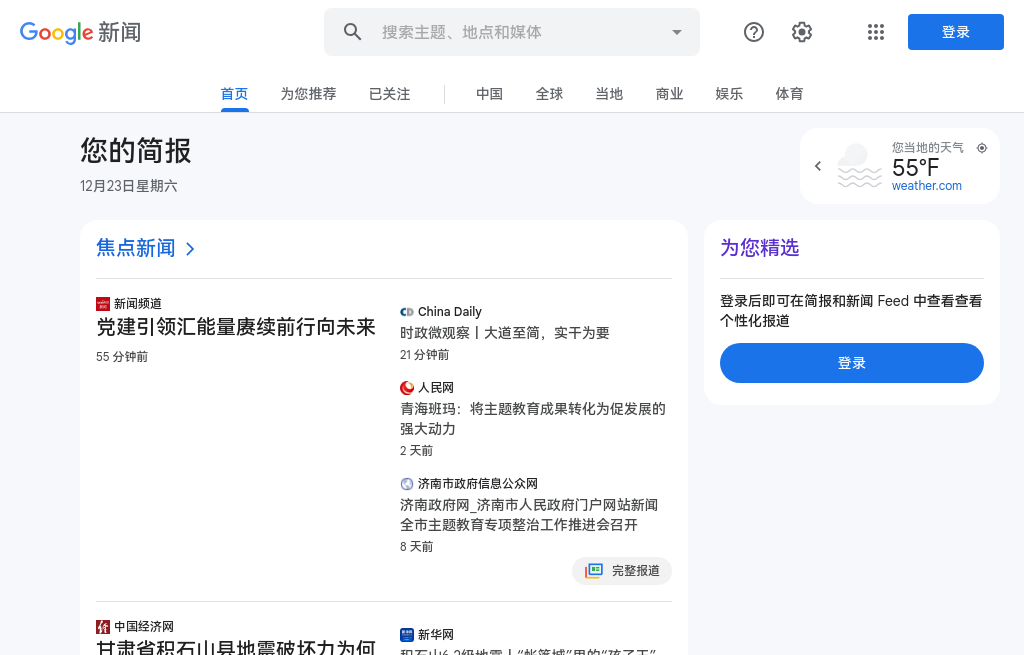 Google 新闻
搜索主题、地点和媒体
登录
首页
为您推荐
已关注
中国
全球
当地
商业
娱乐
体育
您的简报
12月23日星期六
您当地的天气
55°F
weather.com
焦点新闻
新闻频道
党建引领汇能量赓续前行向未来
55 分钟前
China Daily
时政微观察丨大道至简，实干为要
21 分钟前
人民网
青海班玛：将主题教育成果转化为促发展的
强大动力
2 天前
济南市政府信息公众网
济南政府网_济南市人民政府门户网站新闻
全市主题教育专项整治工作推进会召开
8 天前
完整报道
为您精选
登录后即可在简报和新闻 Feed 中查看查看
个性化报道
登录
中国经济网
甘肃省积石山县地震破坏力为何
新华网
积石山6.2级地震丨“帐篷城”里的“孩子王”